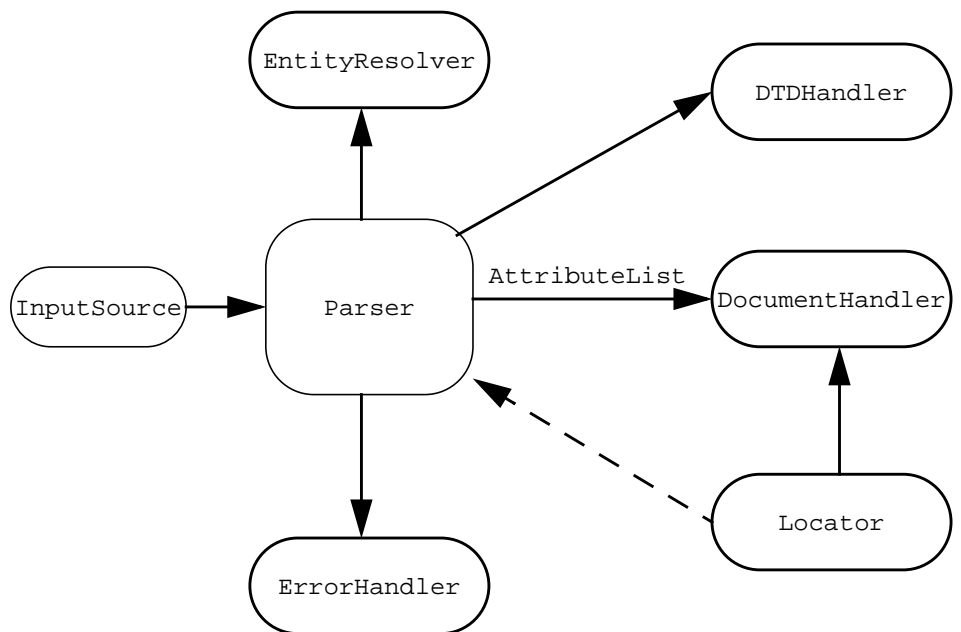 EntityResolver
DTDHandler
AttributeList
InputSource
Parser
DocumentHandler
Locator
ErrorHandler